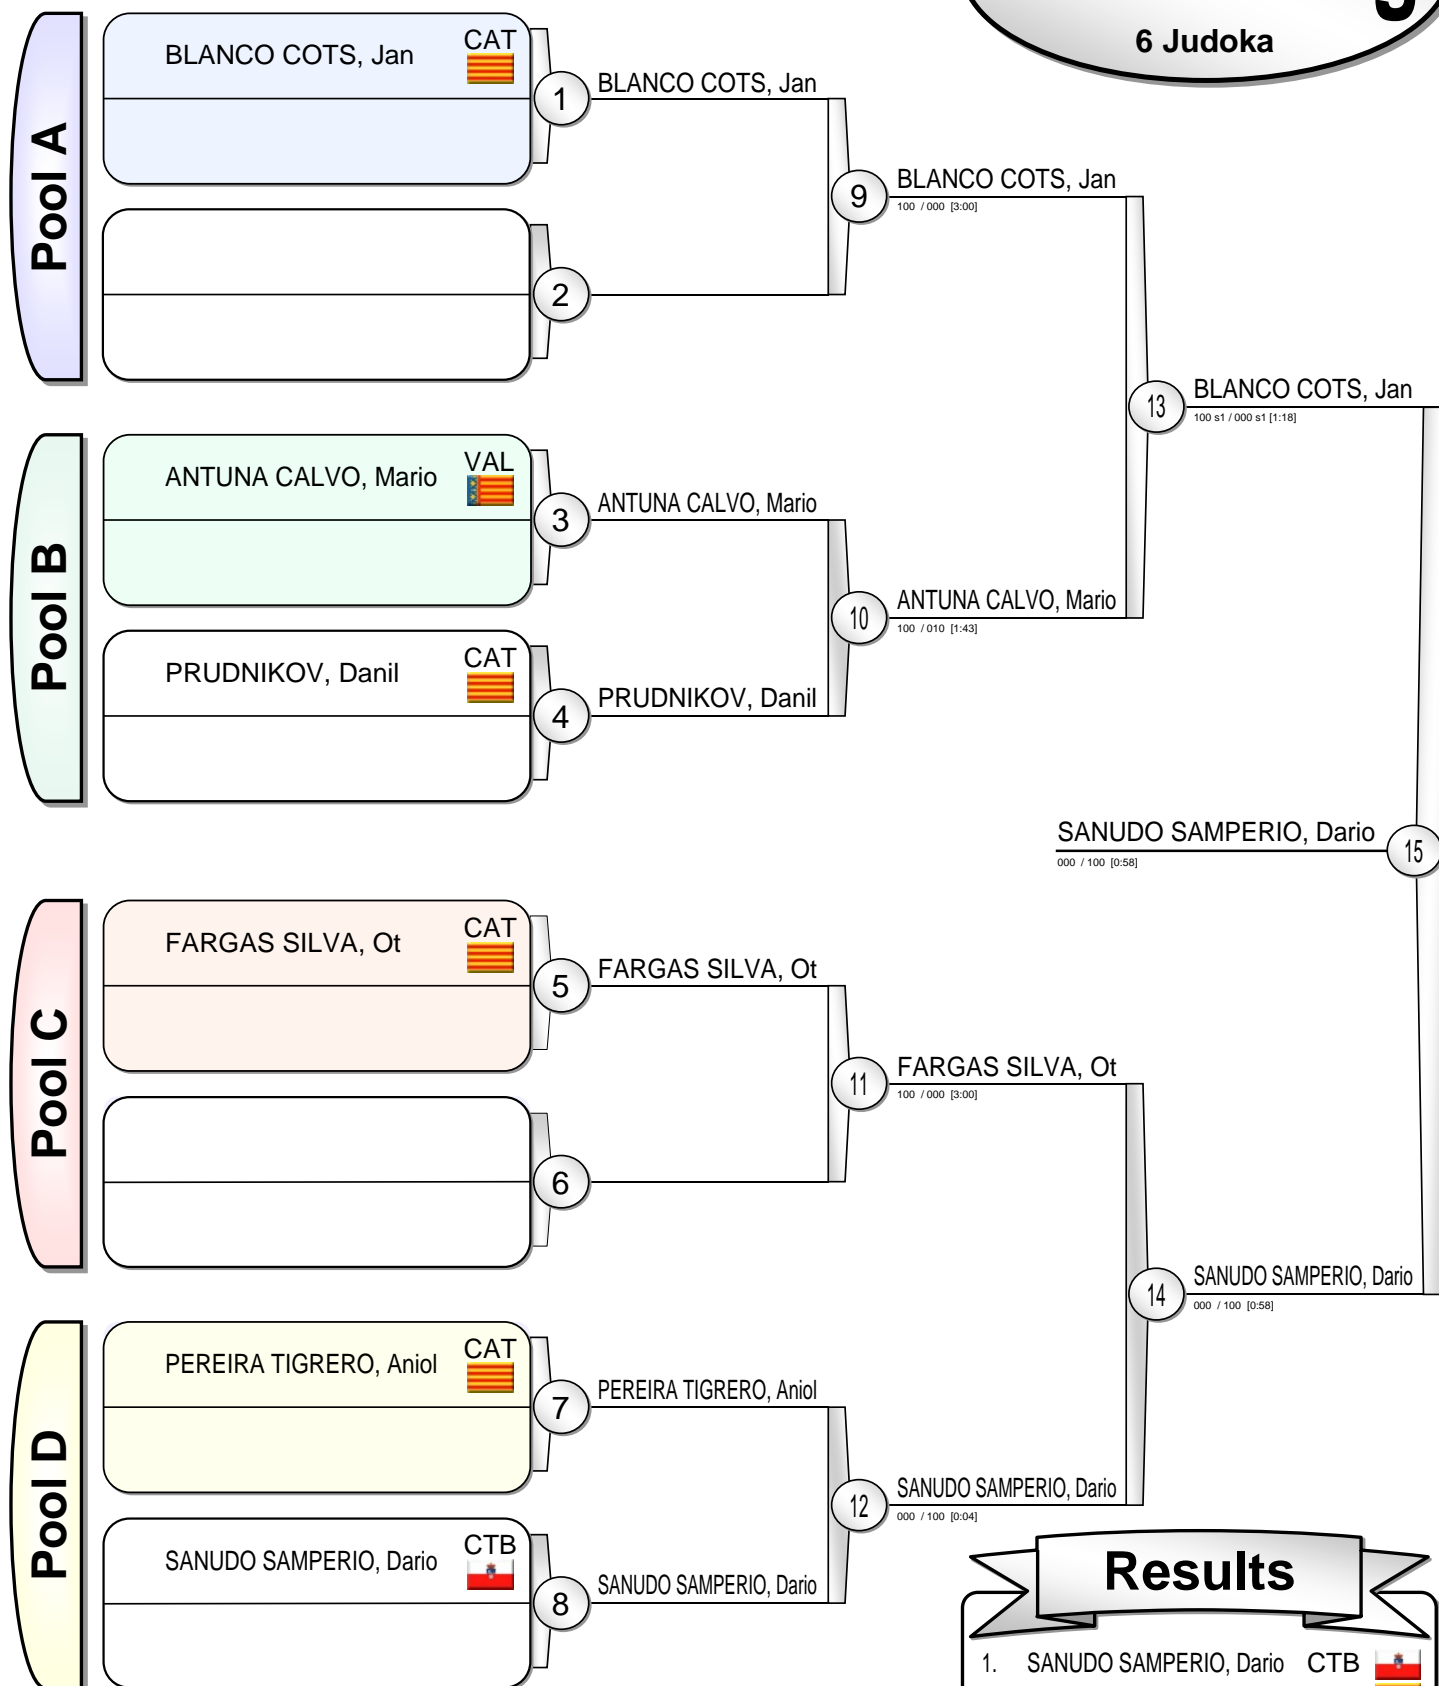 6 Judoka
Pool A
BLANCO COTS, Jan CAT
1
BLANCO COTS, Jan
2
9
BLANCO COTS, Jan
100 / 000 [3:00]
Pool B
ANTUNA CALVO, Mario VAL
3
ANTUNA CALVO, Mario
PRUDNIKOV, Danil CAT
4
PRUDNIKOV, Danil
10
ANTUNA CALVO, Mario
100 / 010 [1:43]
13
BLANCO COTS, Jan
100 s1 / 000 s1 [1:18]
SANUDO SAMPERIO, Dario
000 / 100 [0:58]
15
Pool C
FARGAS SILVA, Ot CAT
5
FARGAS SILVA, Ot
6
11
FARGAS SILVA, Ot
100 / 000 [3:00]
14
SANUDO SAMPERIO, Dario
000 / 100 [0:58]
Pool D
PEREIRA TIGRERO, Aniol CAT
7
PEREIRA TIGRERO, Aniol
SANUDO SAMPERIO, Dario CTB
8
SANUDO SAMPERIO, Dario
12
SANUDO SAMPERIO, Dario
000 / 100 [0:04]
Results
1. SANUDO SAMPERIO, Dario CTB